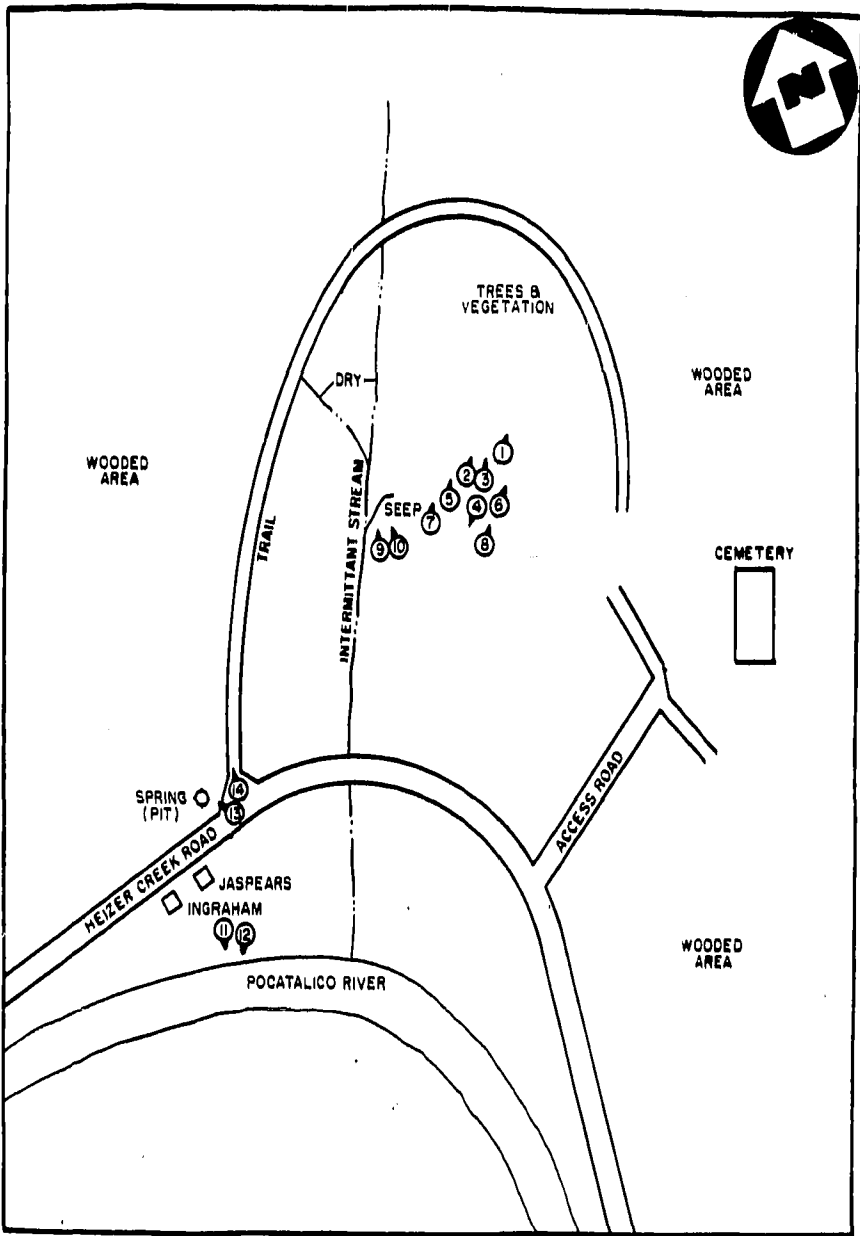 N
TREES &
VEGETATION
WOODED
AREA
DRY
WOODED
AREA
1
2
3
5
4
6
SEEP
7
8
9
10
INTERMITTANT STREAM
TRAIL
CEMETERY
SPRING
(PIT)
14
13
ACCESS ROAD
HEIZER CREEK ROAD
JASPEARS
INGRAHAM
11
12
WOODED
AREA
POCATALICO RIVER